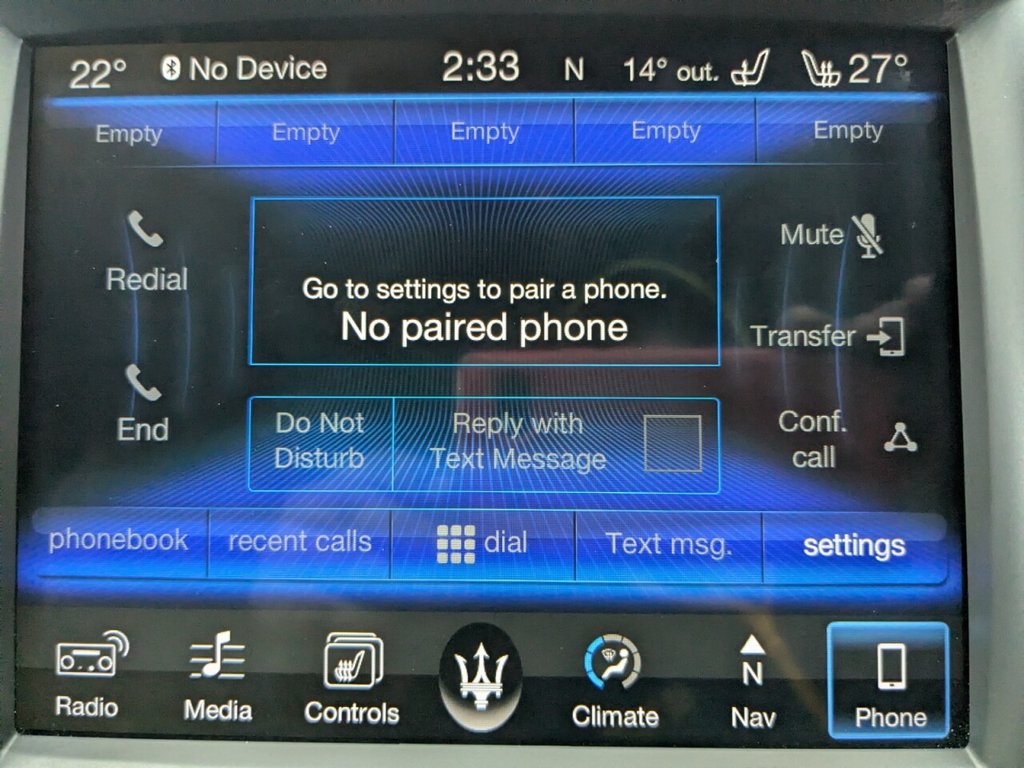 22° No Device 2:33 N 14° out. 27°
Empty Empty Empty Empty Empty
Redial
Go to settings to pair a phone.
No paired phone
Mute
Transfer
End
Do Not
Disturb
Reply with
Text Message
Conf.
call
phonebook recent calls dial Text msg. settings
N
Radio Media Controls Climate Nav Phone